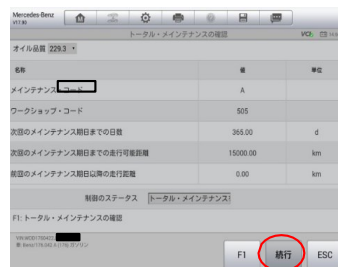 Mercedes-Benz
V17.83
トータル・メインテナンスの確認
VCI
オイル品質 229.3
名称 値 単位
メインテナンス・コード A
ワークショップ・コード 505
次回のメインテナンス期日までの日数 365.00 d
次回のメインテナンス期日までの走行可能距離 15000.00 km
前回のメインテナンス期日以降の走行距離 0.00 km
制御のステータス トータル・メインテナンス
F1: トータル・メインテナンスの確認
F1 続行 ESC